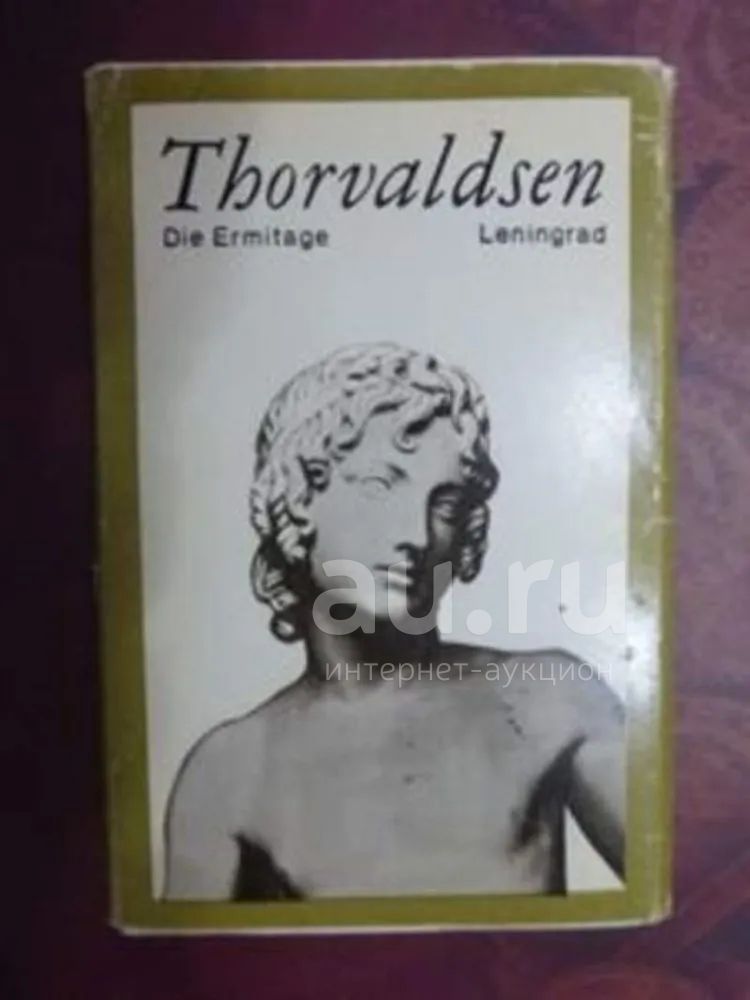 Thorvaldsen
Die Ermitage Leningrad
au.ru
интернет-аукцион